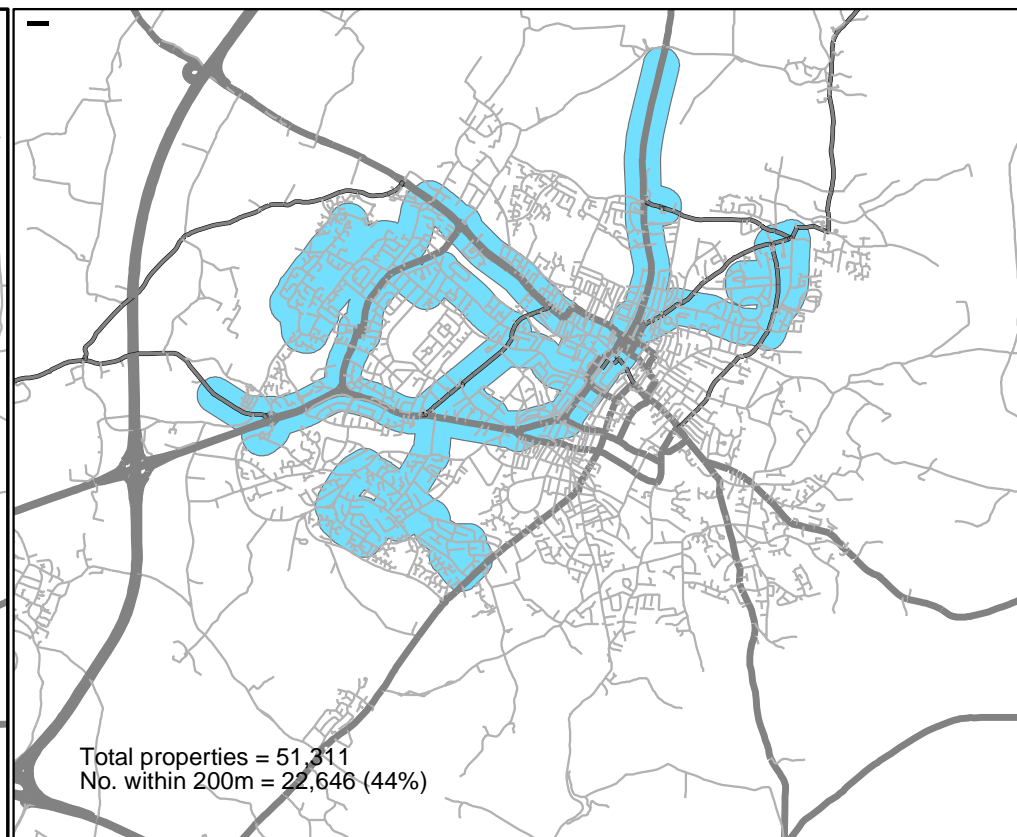 Total properties = 51,311
No. within 200m = 22,646 (44%)